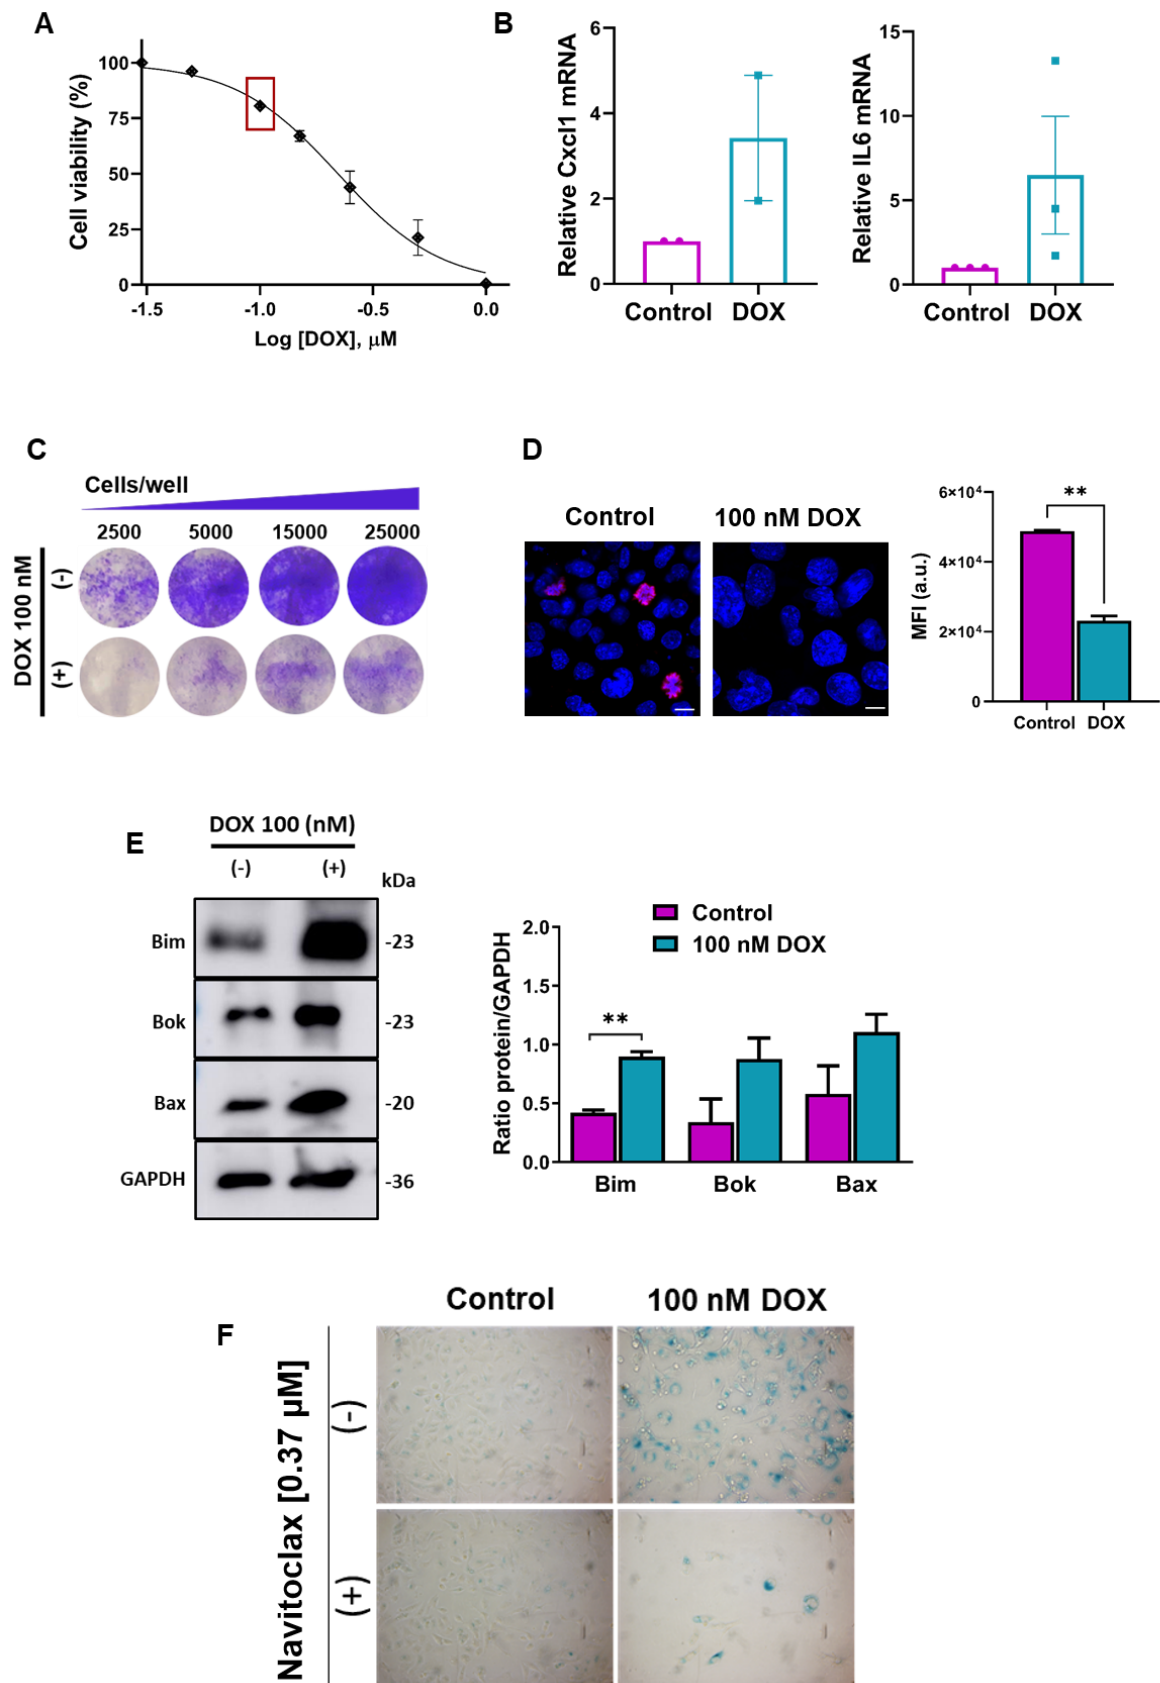 A
Cell viability (%)
100
75
50
25
0
-1.5 -1.0 -0.5 0.0
Log [DOX], μM
B
Relative Cxcl1 mRNA
6
4
2
0
Control DOX
Relative IL6 mRNA
15
10
5
0
Control DOX
C
Cells/well
2500 5000 15000 25000
DOX 100 nM
(-)
(+)
D
Control 100 nM DOX
MFI (a.u.)
6×10⁴
4×10⁴
2×10⁴
0
**
Control DOX
E
DOX 100 (nM)
(-) (+)
kDa
Bim -23
Bok -23
Bax -20
GAPDH -36
Control
100 nM DOX
Ratio protein/GAPDH
2.0
1.5
1.0
0.5
0.0
**
Bim Bok Bax
F
Control 100 nM DOX
Navitoclax [0.37 μM]
(-)
(+)